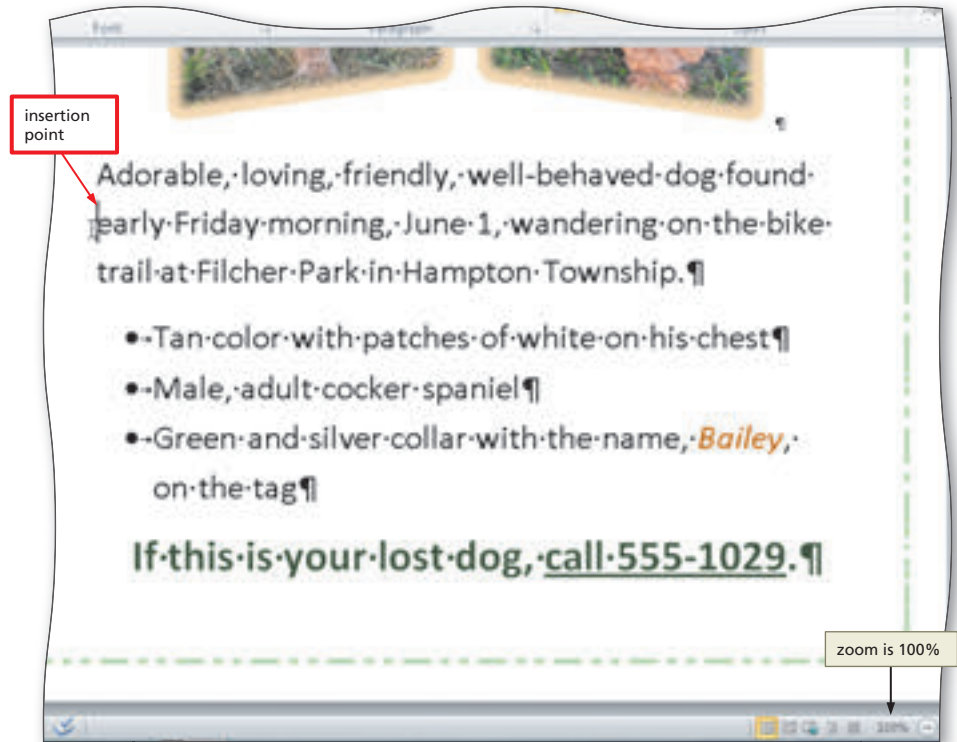 Font
insertion
point
¶
Adorable,·loving,·friendly,·well-behaved·dog·found·
early·Friday·morning,·June·1,·wandering·on·the·bike·
trail·at·Filcher·Park·in·Hampton·Township.¶
•→Tan·color·with·patches·of·white·on·his·chest¶
•→Male,·adult·cocker·spaniel¶
•→Green·and·silver·collar·with·the·name,·Bailey,·
on·the·tag¶
If·this·is·your·lost·dog,·call·555-1029.¶
zoom is 100%
100%